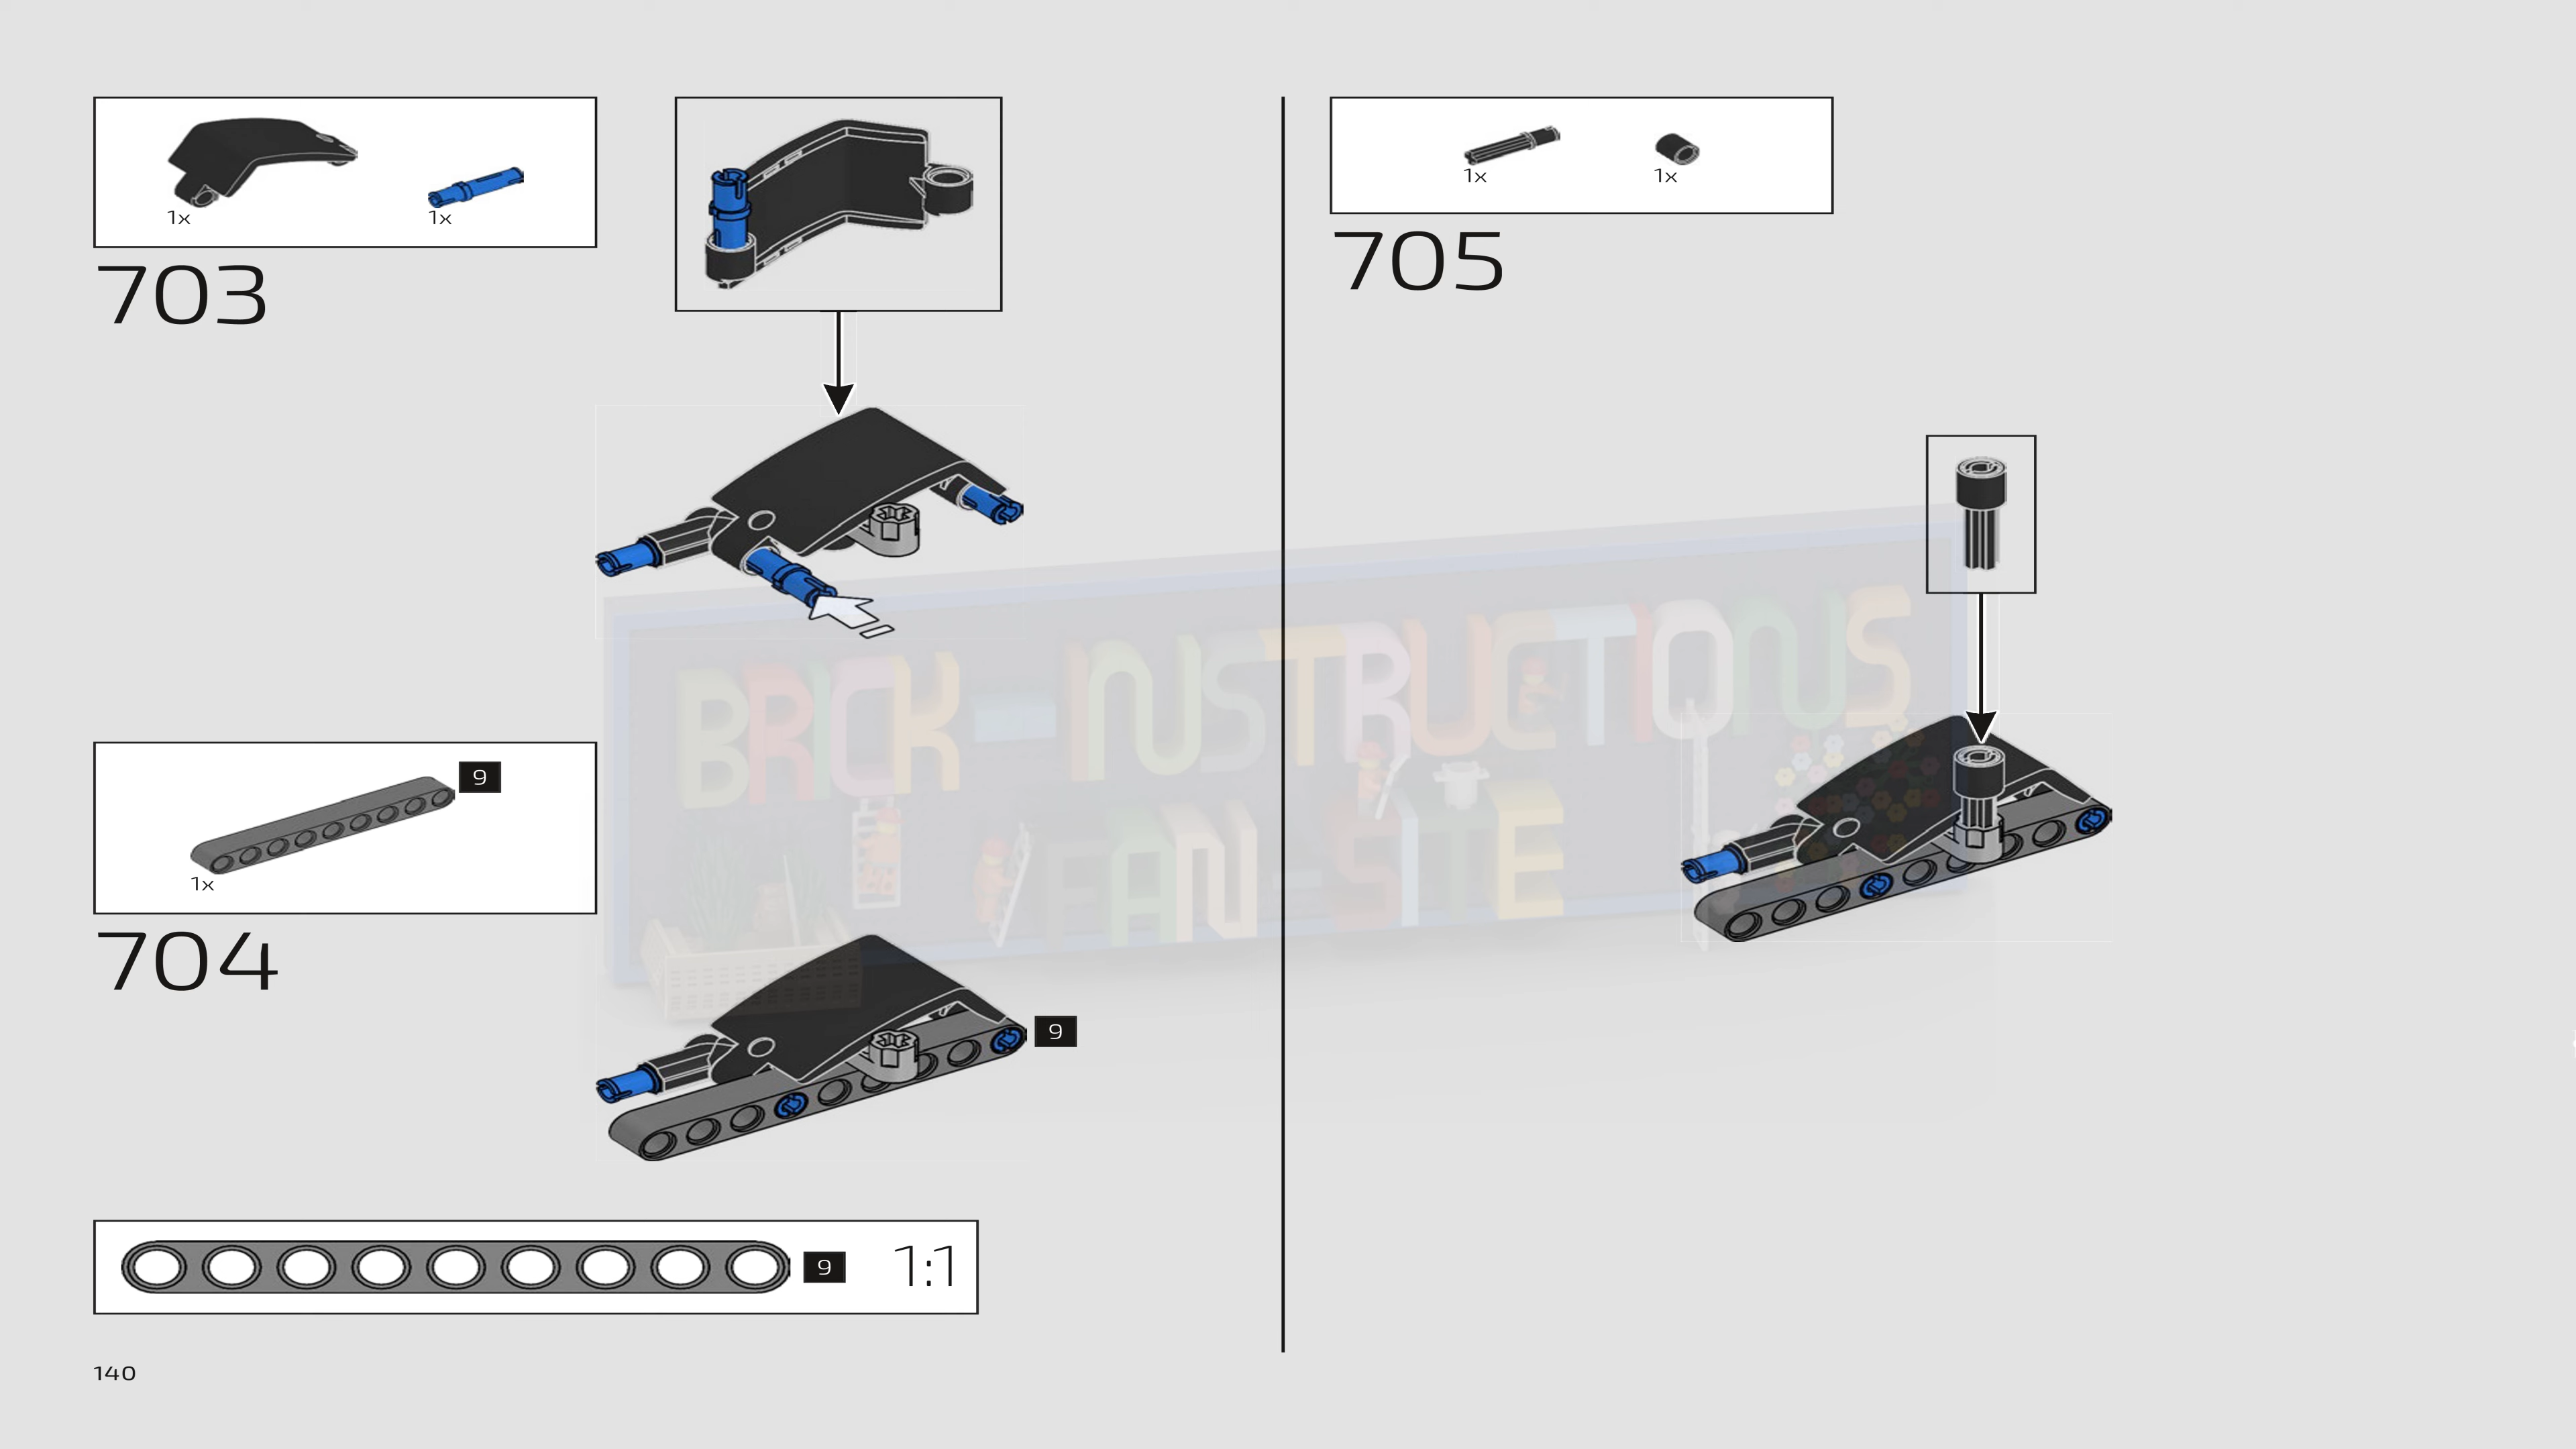 1x
1x
703
9
1x
704
9
9
1:1
140
1x
1x
705
BRICK-INSTRUCTIONS
FAN-SITE